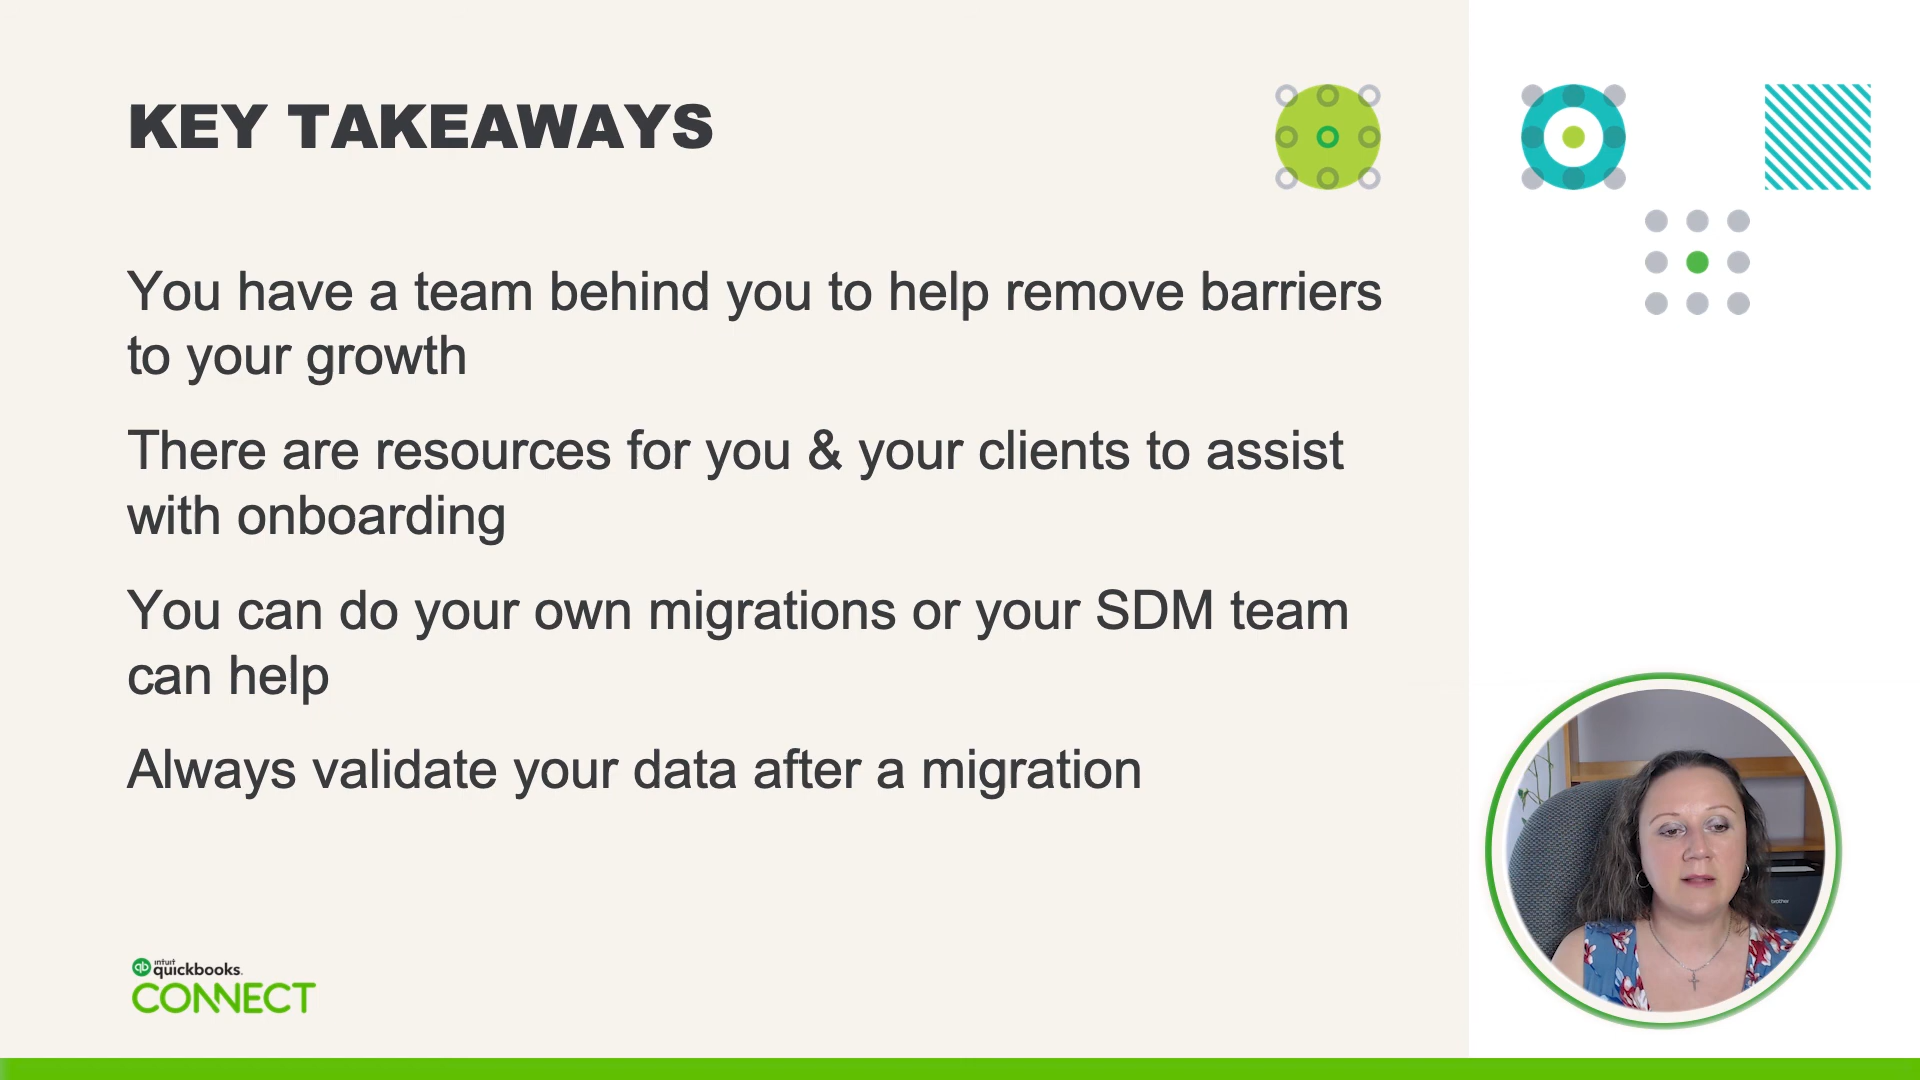 KEY TAKEAWAYS
You have a team behind you to help remove barriers
to your growth
There are resources for you & your clients to assist
with onboarding
You can do your own migrations or your SDM team
can help
Always validate your data after a migration
brother
qb
intuit
quickbooks.
CONNECT